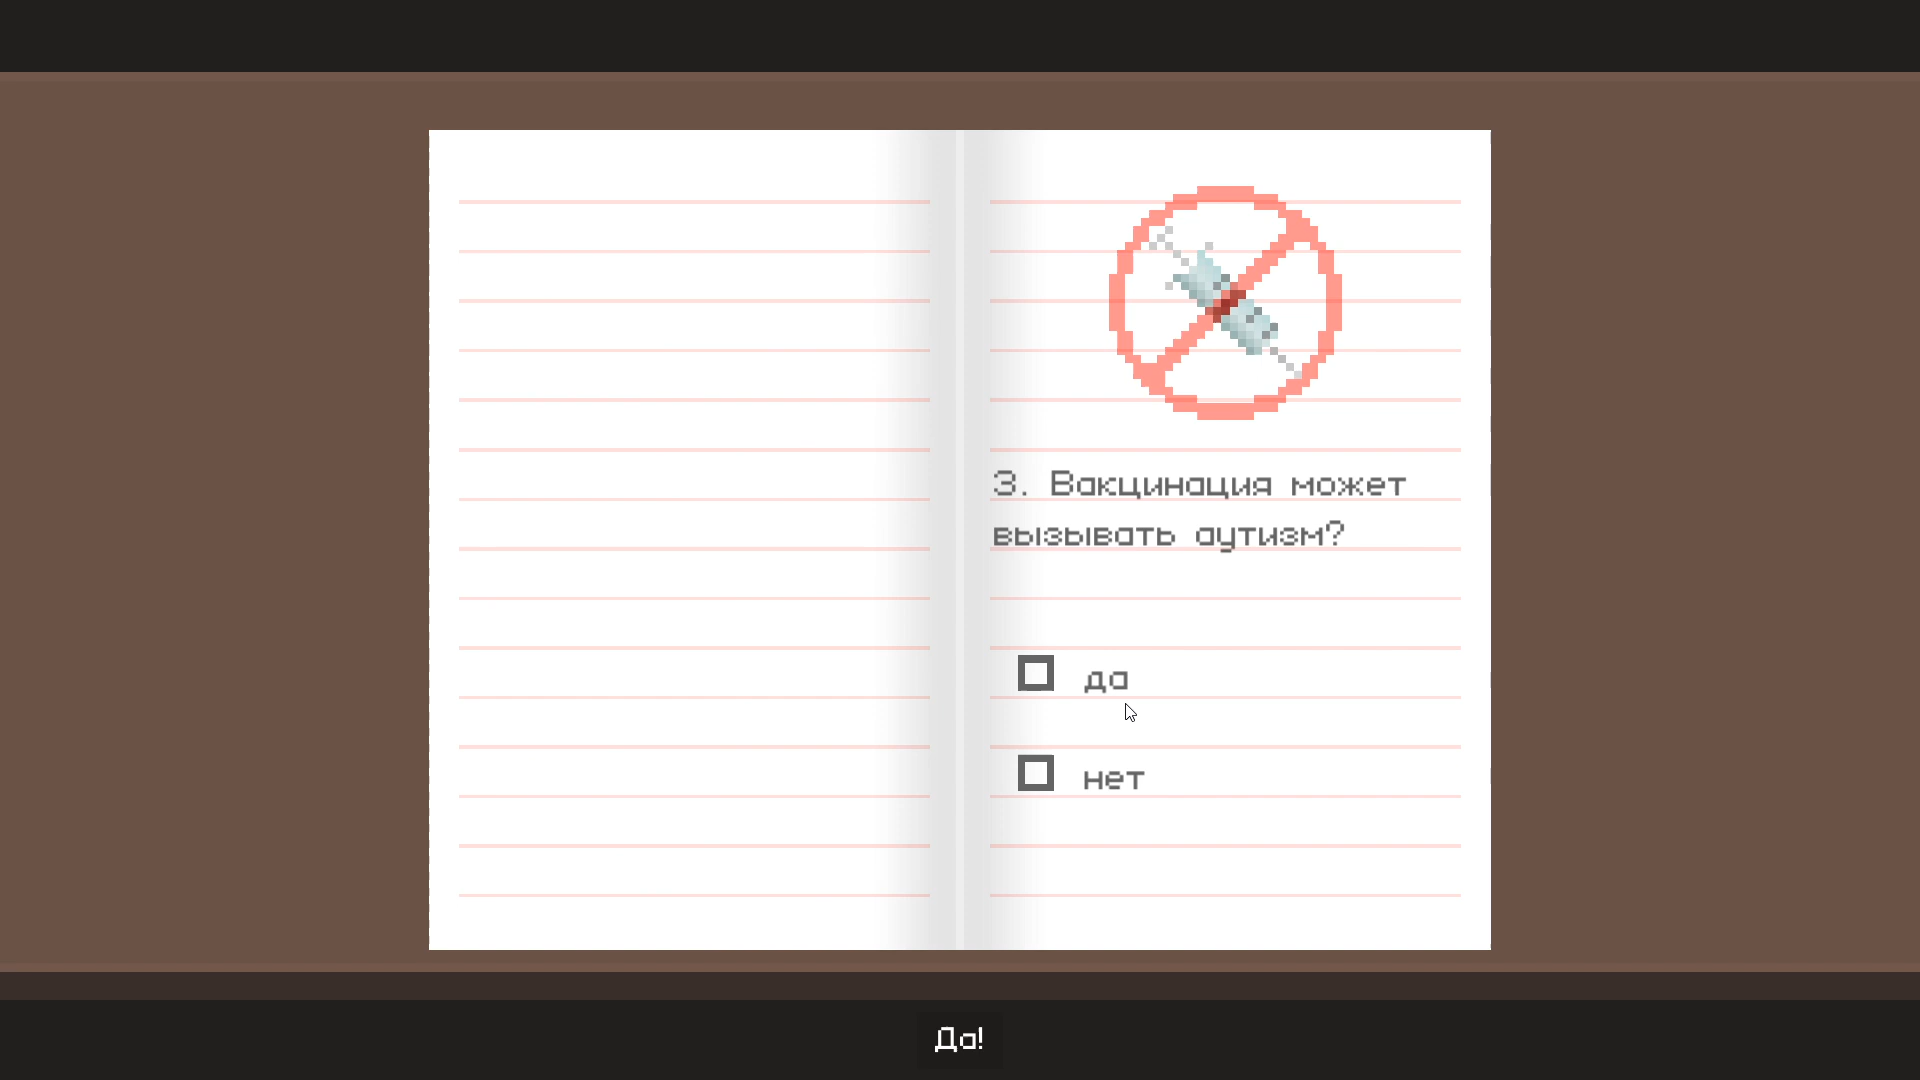 3. Вакцинация может
вызывать аутизм?
да
нет
Да!